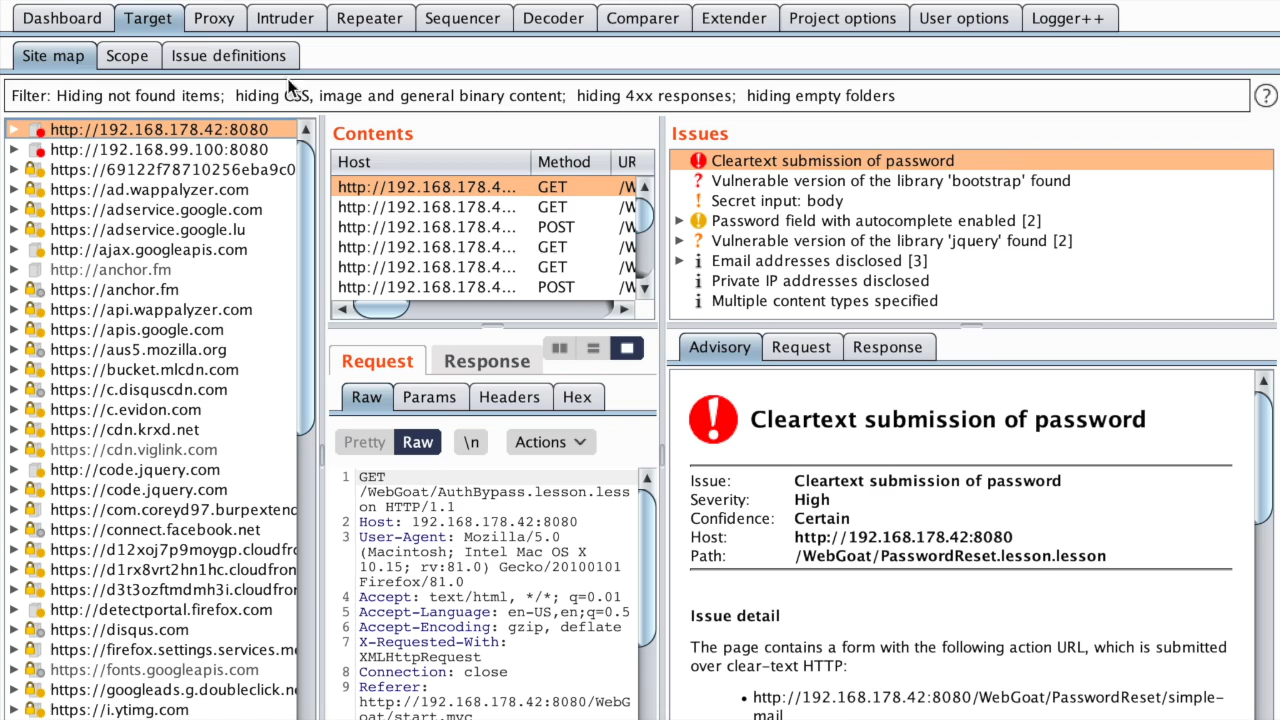 Dashboard Target Proxy Intruder Repeater Sequencer Decoder Comparer Extender Project options User options Logger++
Site map Scope Issue definitions
Filter: Hiding not found items; hiding CSS, image and general binary content; hiding 4xx responses; hiding empty folders
?
http://192.168.178.42:8080
http://192.168.99.100:8080
https://69122f78710256eba9c0
https://ad.wappalyzer.com
https://adservice.google.com
https://adservice.google.lu
http://ajax.googleapis.com
http://anchor.fm
https://anchor.fm
https://api.wappalyzer.com
https://apis.google.com
https://aus5.mozilla.org
https://bucket.mlcdn.com
https://c.disquscdn.com
https://c.evidon.com
https://cdn.krxd.net
https://cdn.viglink.com
http://code.jquery.com
https://code.jquery.com
https://com.coreyd97.burpextend
https://connect.facebook.net
https://d12xoj7p9moygp.cloudfro
https://d1rx8vrt2hn1hc.cloudfron
https://d3t3ozftmdmh3i.cloudfro
http://detectportal.firefox.com
https://disqus.com
https://firefox.settings.services.mo
https://fonts.googleapis.com
https://googleads.g.doubleclick.ne
https://i.ytimg.com
Contents
Host Method UR
http://192.168.178.4... GET /W
http://192.168.178.4... GET /W
http://192.168.178.4... POST /W
http://192.168.178.4... GET /W
http://192.168.178.4... GET /W
http://192.168.178.4... POST /W
Request Response
Raw Params Headers Hex
Pretty Raw \n Actions
1 GET
/WebGoat/AuthBypass.lesson.less
on HTTP/1.1
2 Host: 192.168.178.42:8080
3 User-Agent: Mozilla/5.0
(Macintosh; Intel Mac OS X
10.15; rv:81.0) Gecko/20100101
Firefox/81.0
4 Accept: text/html, */*; q=0.01
5 Accept-Language: en-US,en;q=0.5
6 Accept-Encoding: gzip, deflate
7 X-Requested-With:
XMLHttpRequest
8 Connection: close
9 Referer:
http://192.168.178.42:8080/WebG
oat/start.mvc
Issues
Cleartext submission of password
Vulnerable version of the library 'bootstrap' found
Secret input: body
Password field with autocomplete enabled [2]
Vulnerable version of the library 'jquery' found [2]
Email addresses disclosed [3]
Private IP addresses disclosed
Multiple content types specified
Advisory Request Response
Cleartext submission of password
Issue: Cleartext submission of password
Severity: High
Confidence: Certain
Host: http://192.168.178.42:8080
Path: /WebGoat/PasswordReset.lesson.lesson
Issue detail
The page contains a form with the following action URL, which is submitted
over clear-text HTTP:
• http://192.168.178.42:8080/WebGoat/PasswordReset/simple-
mail